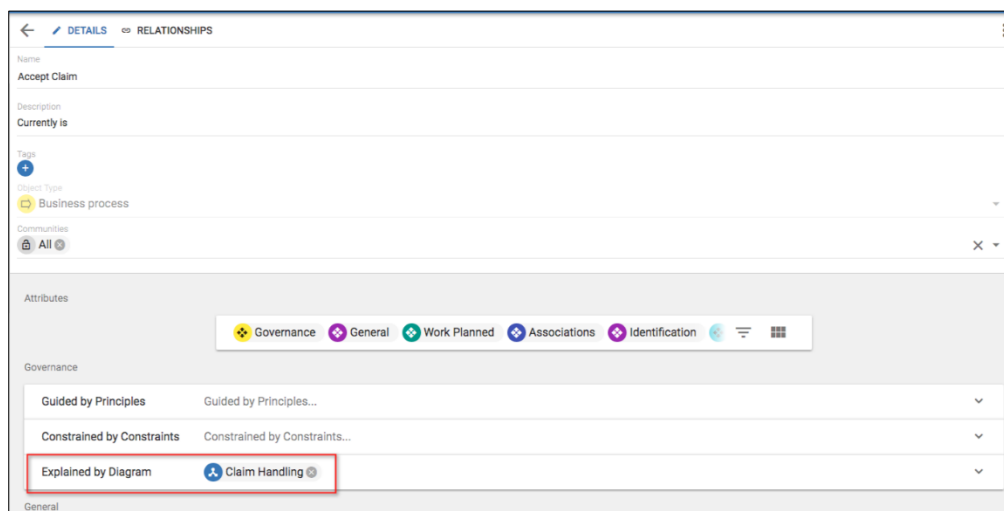 DETAILS RELATIONSHIPS
Name
Accept Claim
Description
Currently is
Tags
Object Type
Business process
Communities
All
Attributes
Governance General Work Planned Associations Identification
Governance
Guided by Principles Guided by Principles...
Constrained by Constraints Constrained by Constraints...
Explained by Diagram Claim Handling
General